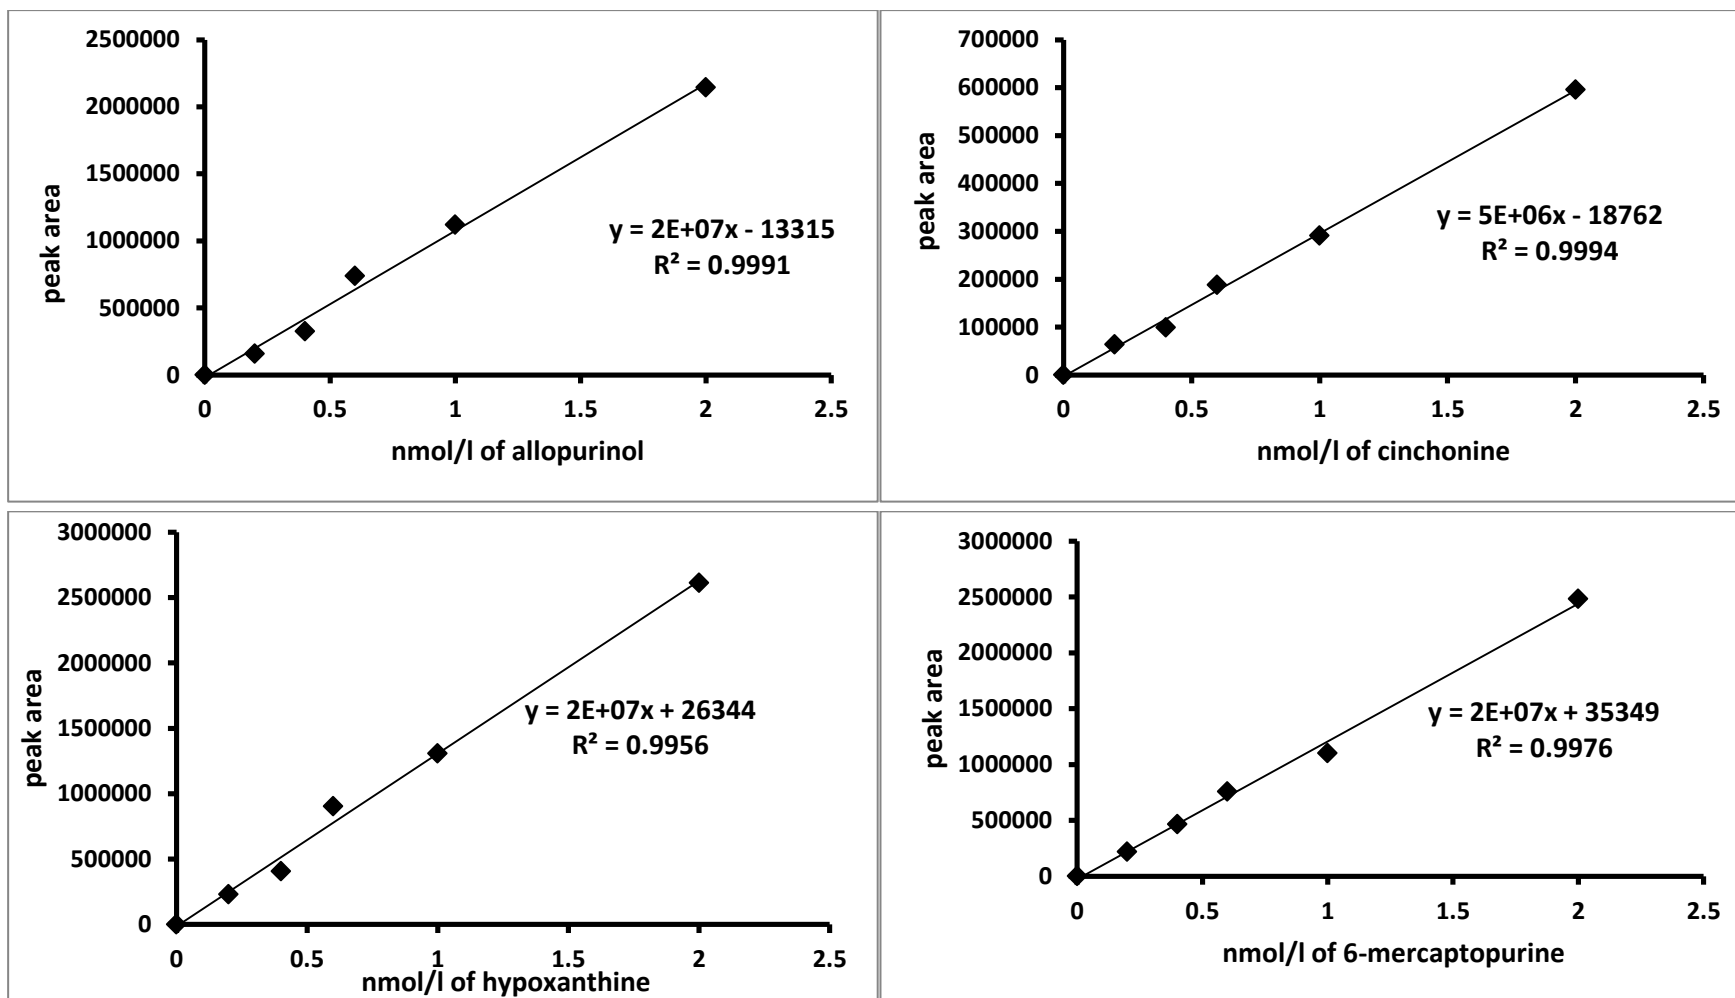 2500000
2000000
1500000
1000000
500000
0
peak area
0 0.5 1 1.5 2 2.5
nmol/l of allopurinol
y = 2E+07x - 13315
R² = 0.9991
700000
600000
500000
400000
300000
200000
100000
0
peak area
0 0.5 1 1.5 2 2.5
nmol/l of cinchonine
y = 5E+06x - 18762
R² = 0.9994
3000000
2500000
2000000
1500000
1000000
500000
0
peak area
0 0.5 1 1.5 2 2.5
nmol/l of hypoxanthine
y = 2E+07x + 26344
R² = 0.9956
3000000
2500000
2000000
1500000
1000000
500000
0
peak area
0 0.5 1 1.5 2 2.5
nmol/l of 6-mercaptopurine
y = 2E+07x + 35349
R² = 0.9976